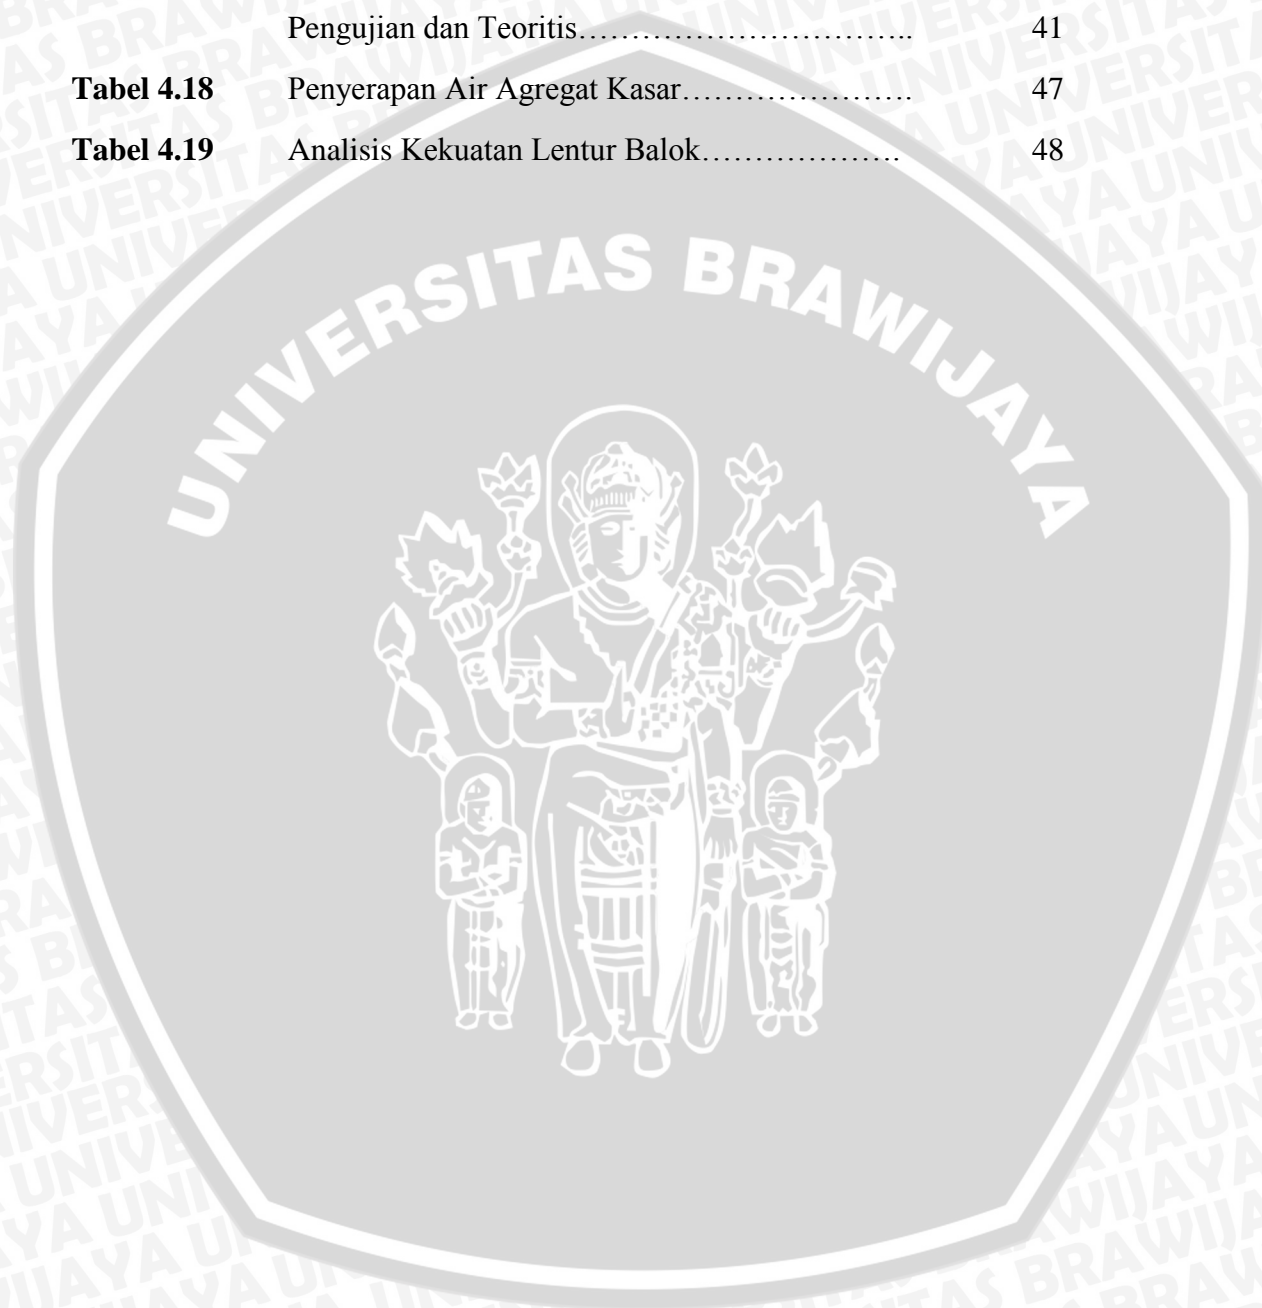 Pengujian dan Teoritis………………………….. 41
Tabel 4.18 Penyerapan Air Agregat Kasar…………………. 47
Tabel 4.19 Analisis Kekuatan Lentur Balok………………. 48
UNIVERSITAS BRAWIJAYA